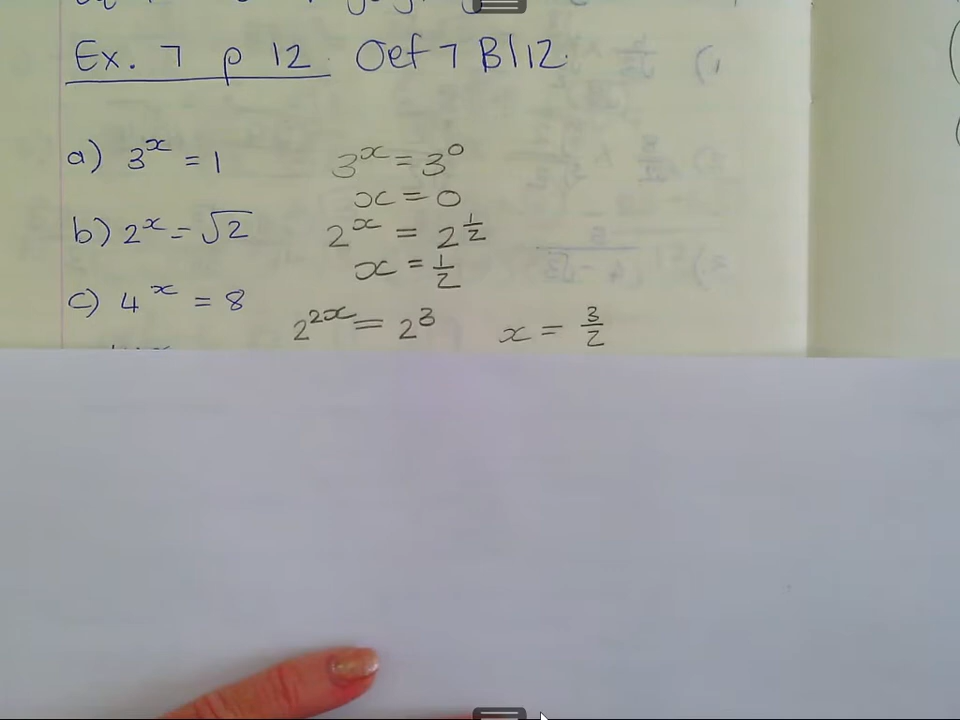 Ex. 7 p 12 Oef 7 Bl 12
a) 3^x = 1 3^x = 3^0
x = 0
b) 2^x = √2 2^x = 2^{1/2}
x = 1/2
c) 4^x = 8 2^{2x} = 2^3 x = 3/2